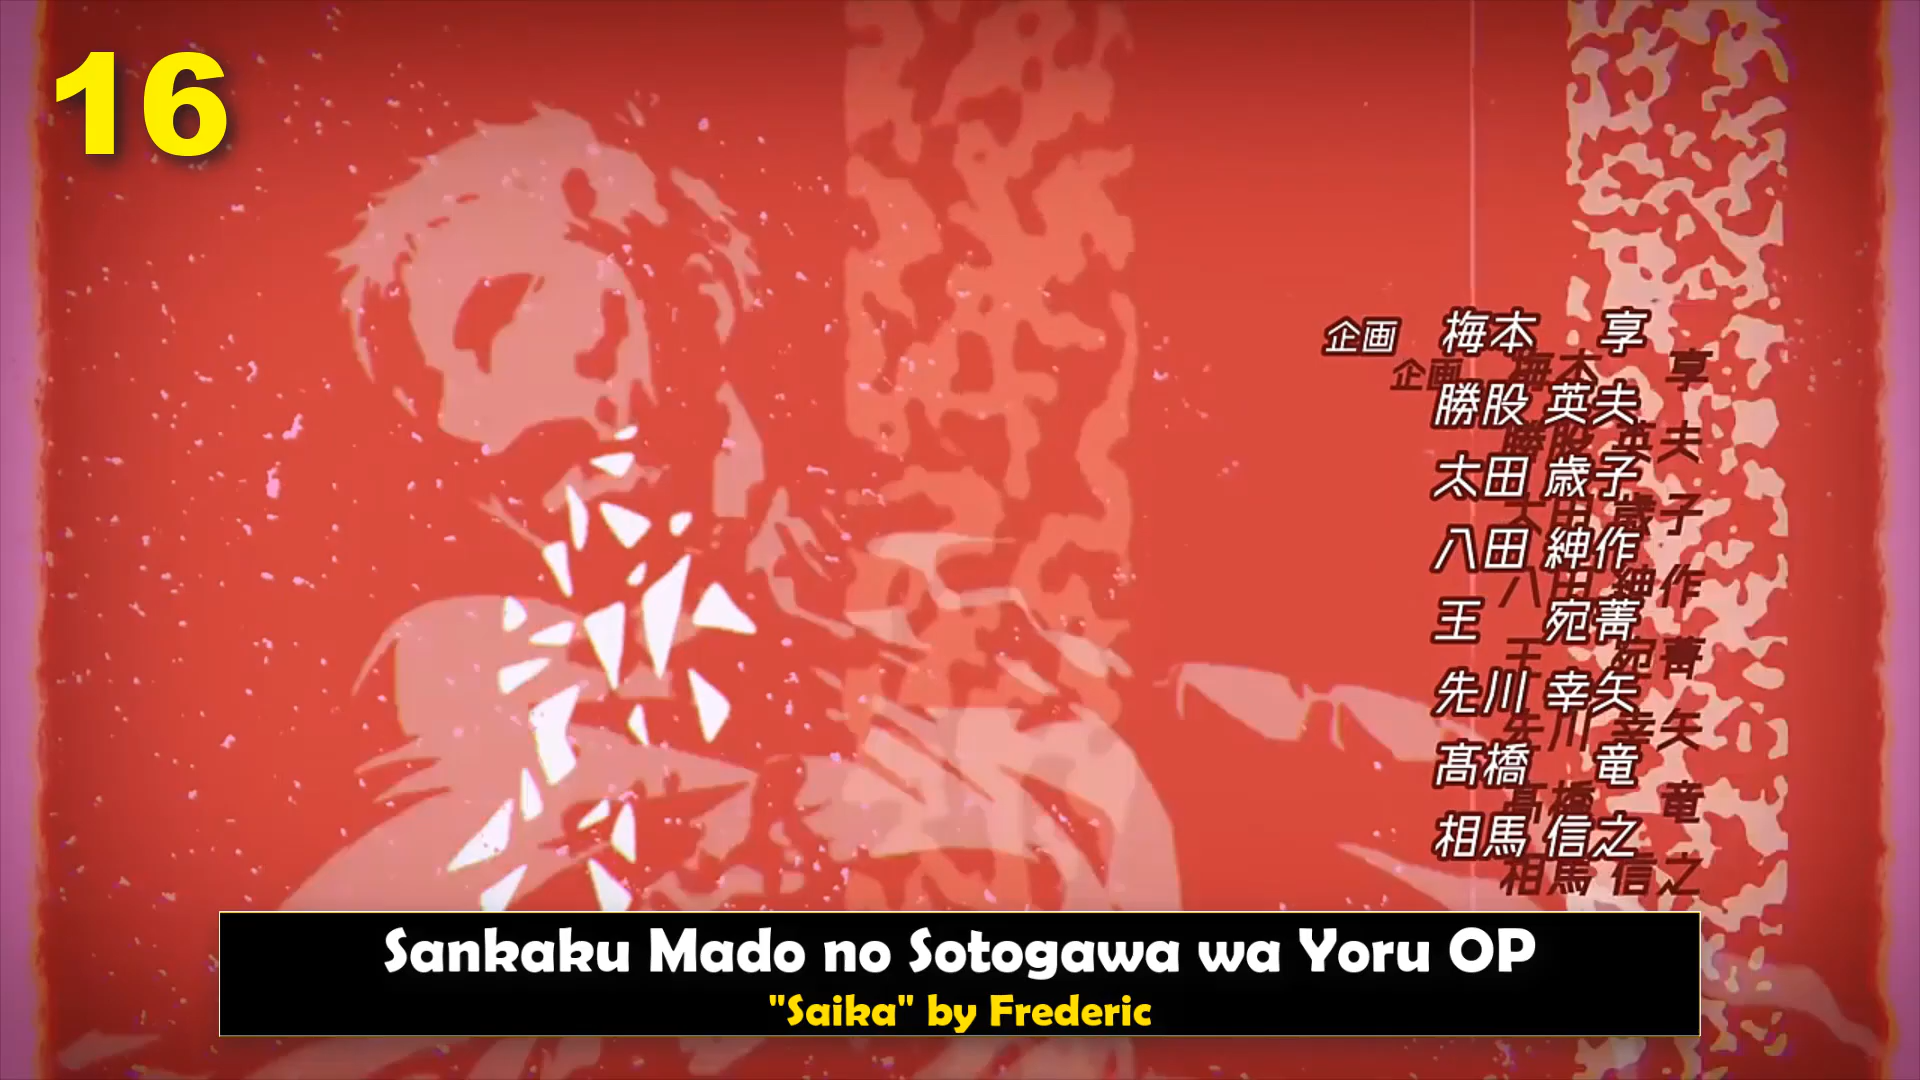 16
企画 梅本 享
勝股 英夫
太田 歳子
八田 紳作
王 宛蓍
先川 幸矢
髙橋 竜
相馬 信之
Sankaku Mado no Sotogawa wa Yoru OP
"Saika" by Frederic